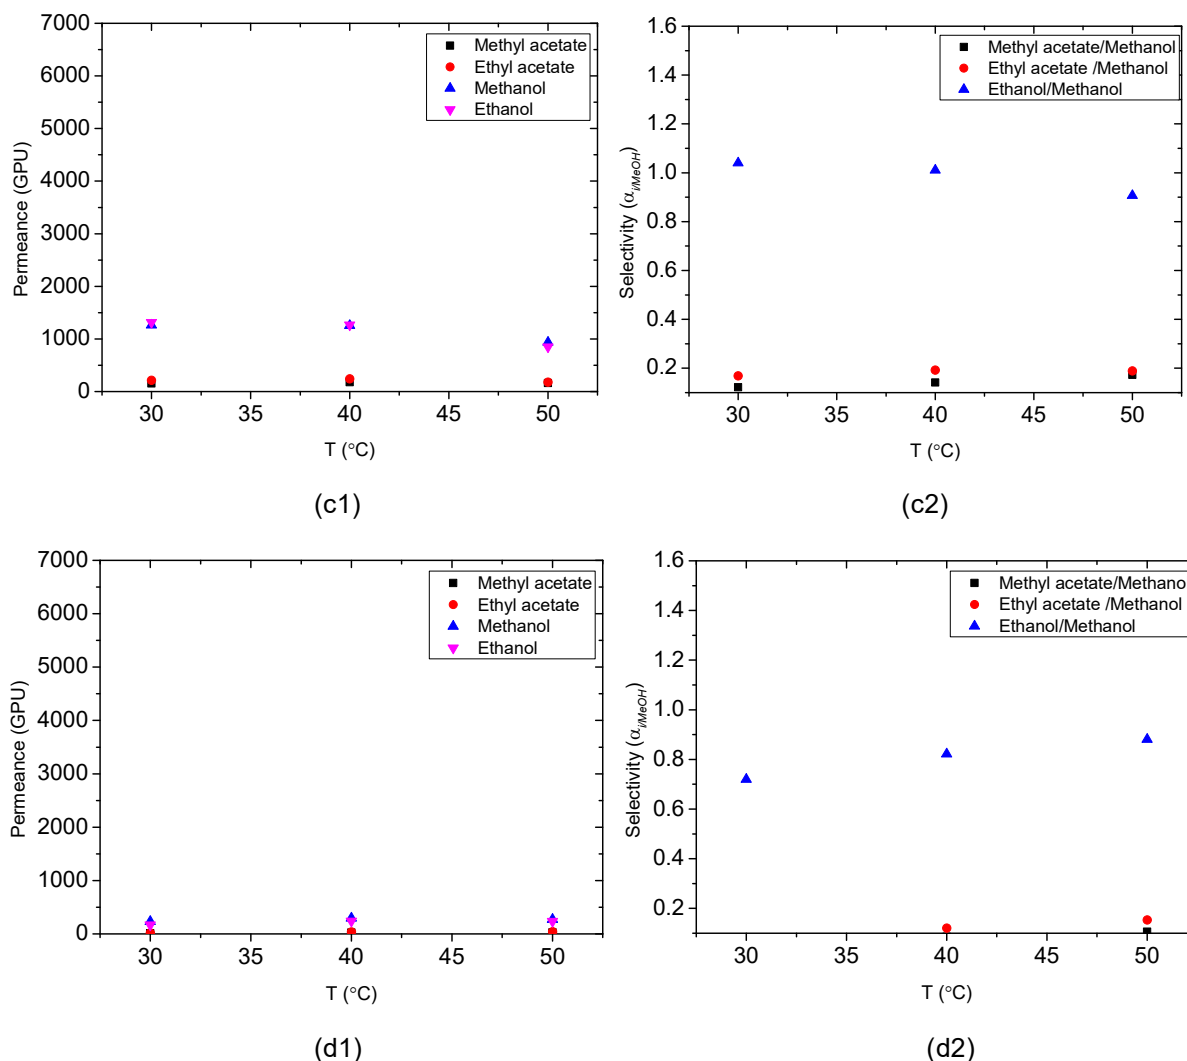 7000
6000
5000
4000
3000
2000
1000
0
Permeance (GPU)
Methyl acetate
Ethyl acetate
Methanol
Ethanol
30 35 40 45 50
T (°C)
(c1)
1.6
1.4
1.2
1.0
0.8
0.6
0.4
0.2
Selectivity (αi/MeOH)
Methyl acetate/Methanol
Ethyl acetate /Methanol
Ethanol/Methanol
30 35 40 45 50
T (°C)
(c2)
7000
6000
5000
4000
3000
2000
1000
0
Permeance (GPU)
Methyl acetate
Ethyl acetate
Methanol
Ethanol
30 35 40 45 50
T (°C)
(d1)
1.6
1.4
1.2
1.0
0.8
0.6
0.4
0.2
Selectivity (αi/MeOH)
Methyl acetate/Methanol
Ethyl acetate /Methanol
Ethanol/Methanol
30 35 40 45 50
T (°C)
(d2)